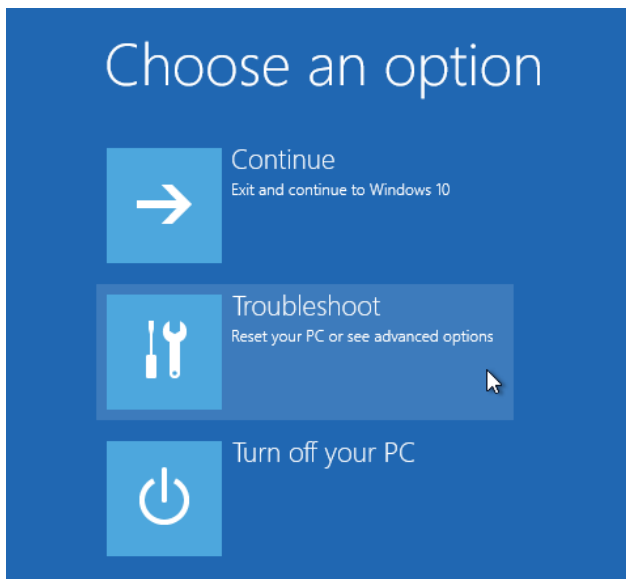 Choose an option
Continue
Exit and continue to Windows 10
Troubleshoot
Reset your PC or see advanced options
Turn off your PC